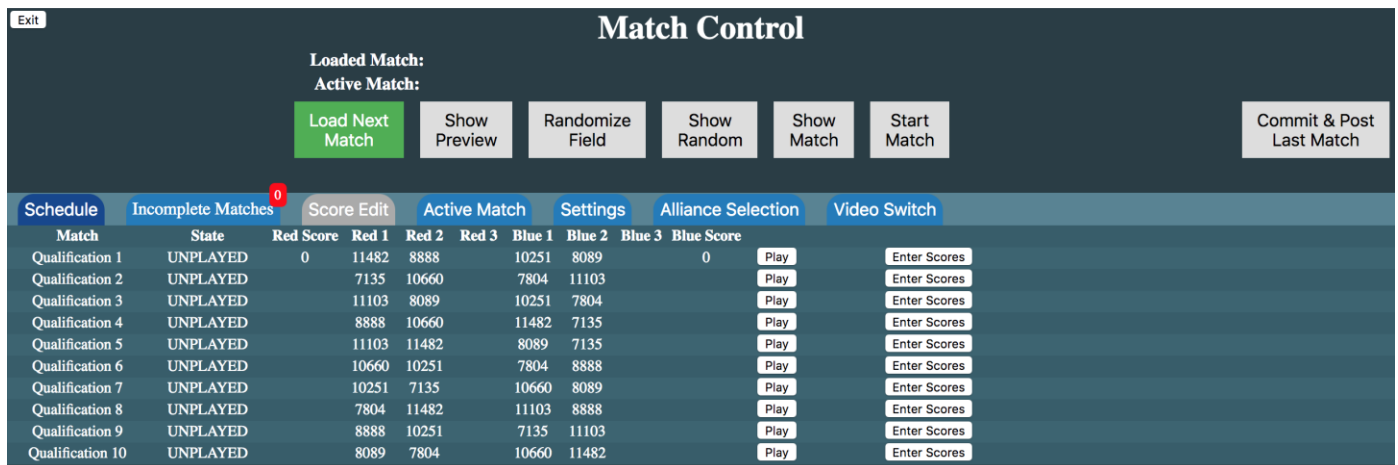 Exit
Match Control
Loaded Match:
Active Match:
Load Next Match
Show Preview
Randomize Field
Show Random
Show Match
Start Match
Commit & Post Last Match
Schedule Incomplete Matches 0 Score Edit Active Match Settings Alliance Selection Video Switch
Match State Red Score Red 1 Red 2 Red 3 Blue 1 Blue 2 Blue 3 Blue Score
Qualification 1 UNPLAYED 0 11482 8888 10251 8089 0 Play Enter Scores
Qualification 2 UNPLAYED 7135 10660 7804 11103 Play Enter Scores
Qualification 3 UNPLAYED 11103 8089 10251 7804 Play Enter Scores
Qualification 4 UNPLAYED 8888 10660 11482 7135 Play Enter Scores
Qualification 5 UNPLAYED 11103 11482 8089 7135 Play Enter Scores
Qualification 6 UNPLAYED 10660 10251 7804 8888 Play Enter Scores
Qualification 7 UNPLAYED 10251 7135 10660 8089 Play Enter Scores
Qualification 8 UNPLAYED 7804 11482 11103 8888 Play Enter Scores
Qualification 9 UNPLAYED 8888 10251 7135 11103 Play Enter Scores
Qualification 10 UNPLAYED 8089 7804 10660 11482 Play Enter Scores